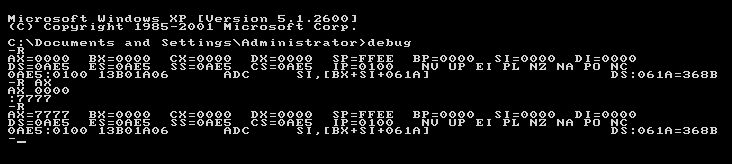 Microsoft Windows XP [Version 5.1.2600]
(C) Copyright 1985-2001 Microsoft Corp.
C:\Documents and Settings\Administrator>debug
-R
AX=0000 BX=0000 CX=0000 DX=0000 SP=FFEE BP=0000 SI=0000 DI=0000
DS=0AE5 ES=0AE5 SS=0AE5 CS=0AE5 IP=0100 NV UP EI PL NZ NA PO NC
0AE5:0100 13B01A06 ADC SI,[BX+SI+061A] DS:061A=368B
-R AX
AX 0000
:7777
-R
AX=7777 BX=0000 CX=0000 DX=0000 SP=FFEE BP=0000 SI=0000 DI=0000
DS=0AE5 ES=0AE5 SS=0AE5 CS=0AE5 IP=0100 NV UP EI PL NZ NA PO NC
0AE5:0100 13B01A06 ADC SI,[BX+SI+061A] DS:061A=368B
-_